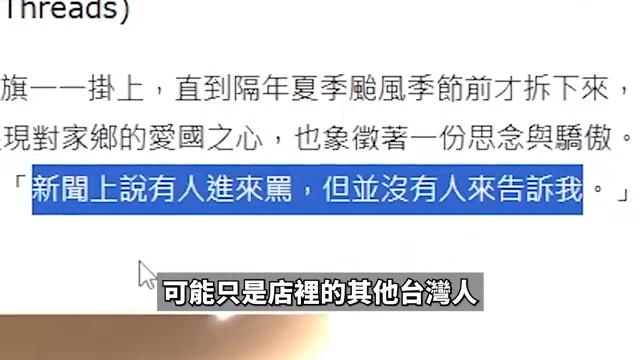 Threads)
旗一一掛上，直到隔年夏季颱風季節前才拆下來，
現對家鄉的愛國之心，也象徵著一份思念與驕傲。
「新聞上說有人進來罵，但並沒有人來告訴我。」
可能只是店裡的其他台灣人